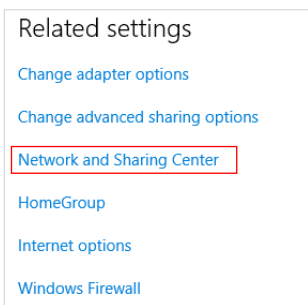 Related settings
Change adapter options
Change advanced sharing options
Network and Sharing Center
HomeGroup
Internet options
Windows Firewall